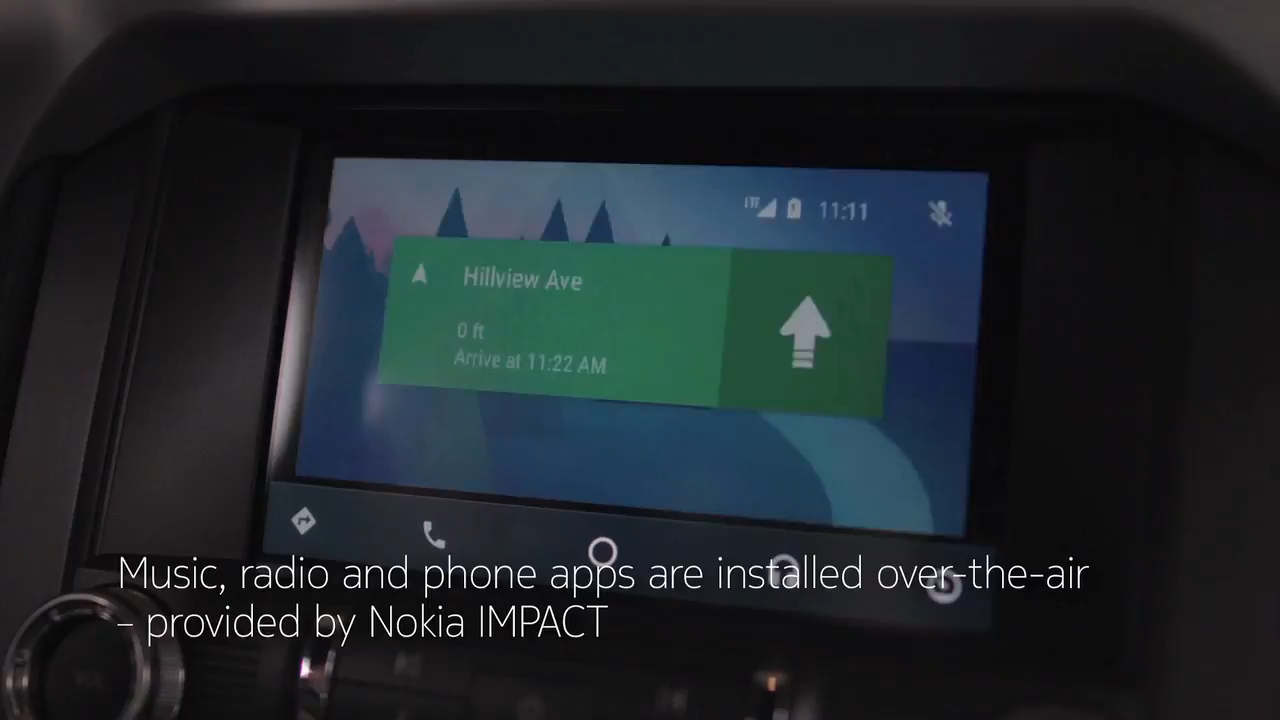 LTE 11:11
Hillview Ave
0 ft
Arrive at 11:22 AM
Music, radio and phone apps are installed over-the-air
– provided by Nokia IMPACT